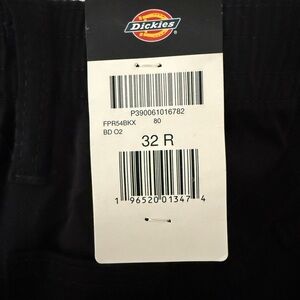 Dickies
P390061016782
FPR54BKX 80
BD O2
32 R
1 96520 01347 4